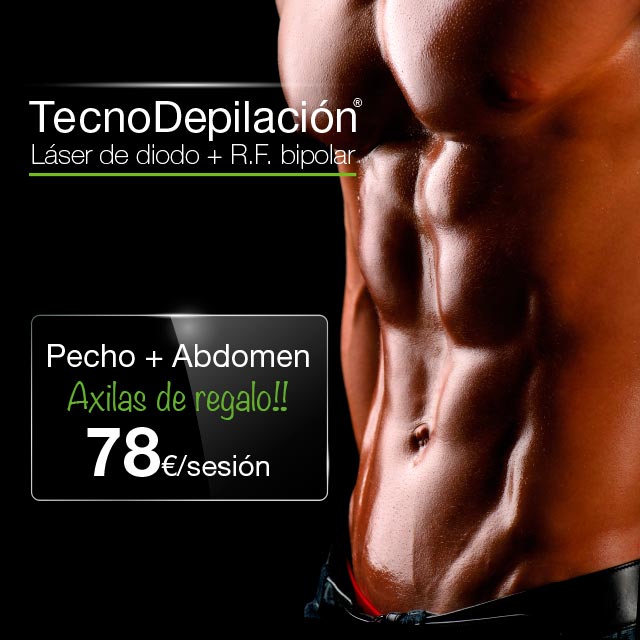 TecnoDepilación®
Láser de diodo + R.F. bipolar
Pecho + Abdomen
Axilas de regalo!!
78€/sesión